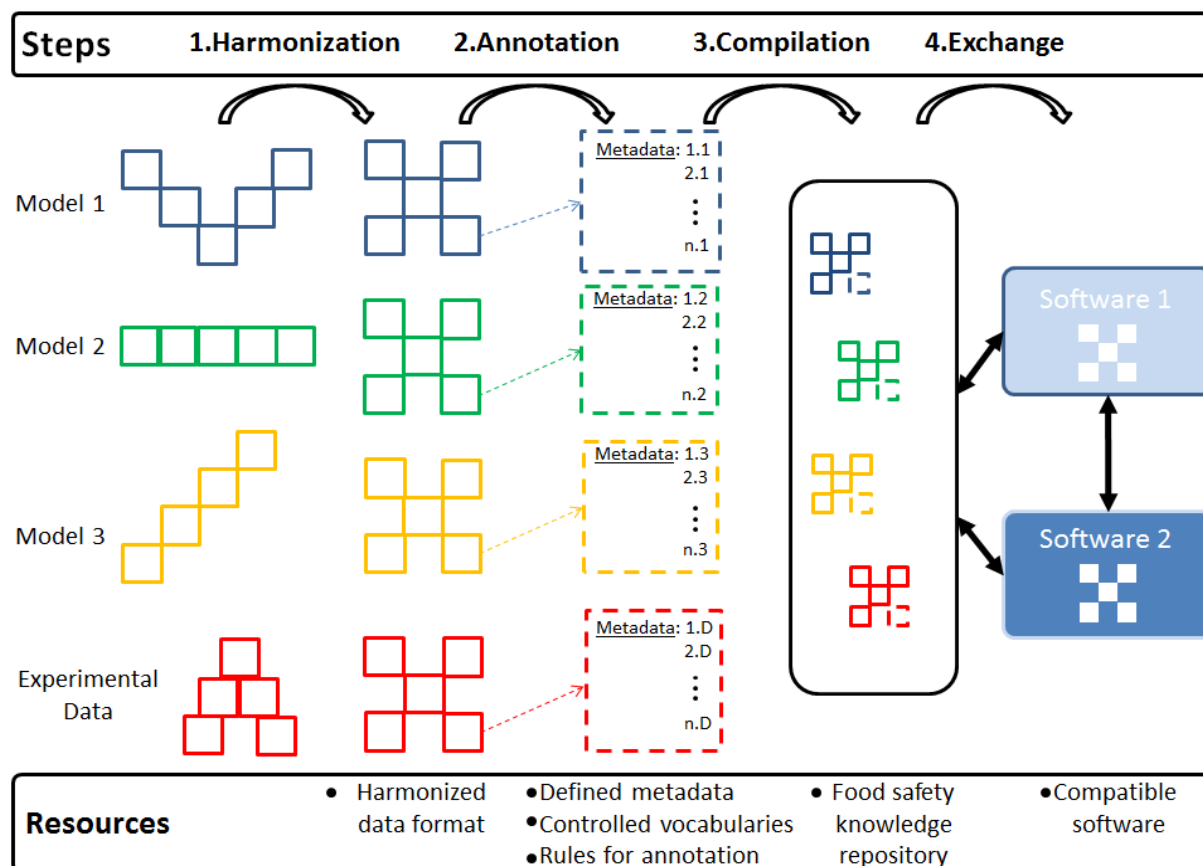 Steps
1.Harmonization
2.Annotation
3.Compilation
4.Exchange
Model 1
Metadata: 1.1
2.1
n.1
Model 2
Metadata: 1.2
2.2
n.2
Model 3
Metadata: 1.3
2.3
n.3
Experimental
Data
Metadata: 1.D
2.D
n.D
Software 1
Software 2
Resources
• Harmonized
data format
•Defined metadata
•Controlled vocabularies
•Rules for annotation
• Food safety
knowledge
repository
•Compatible
software